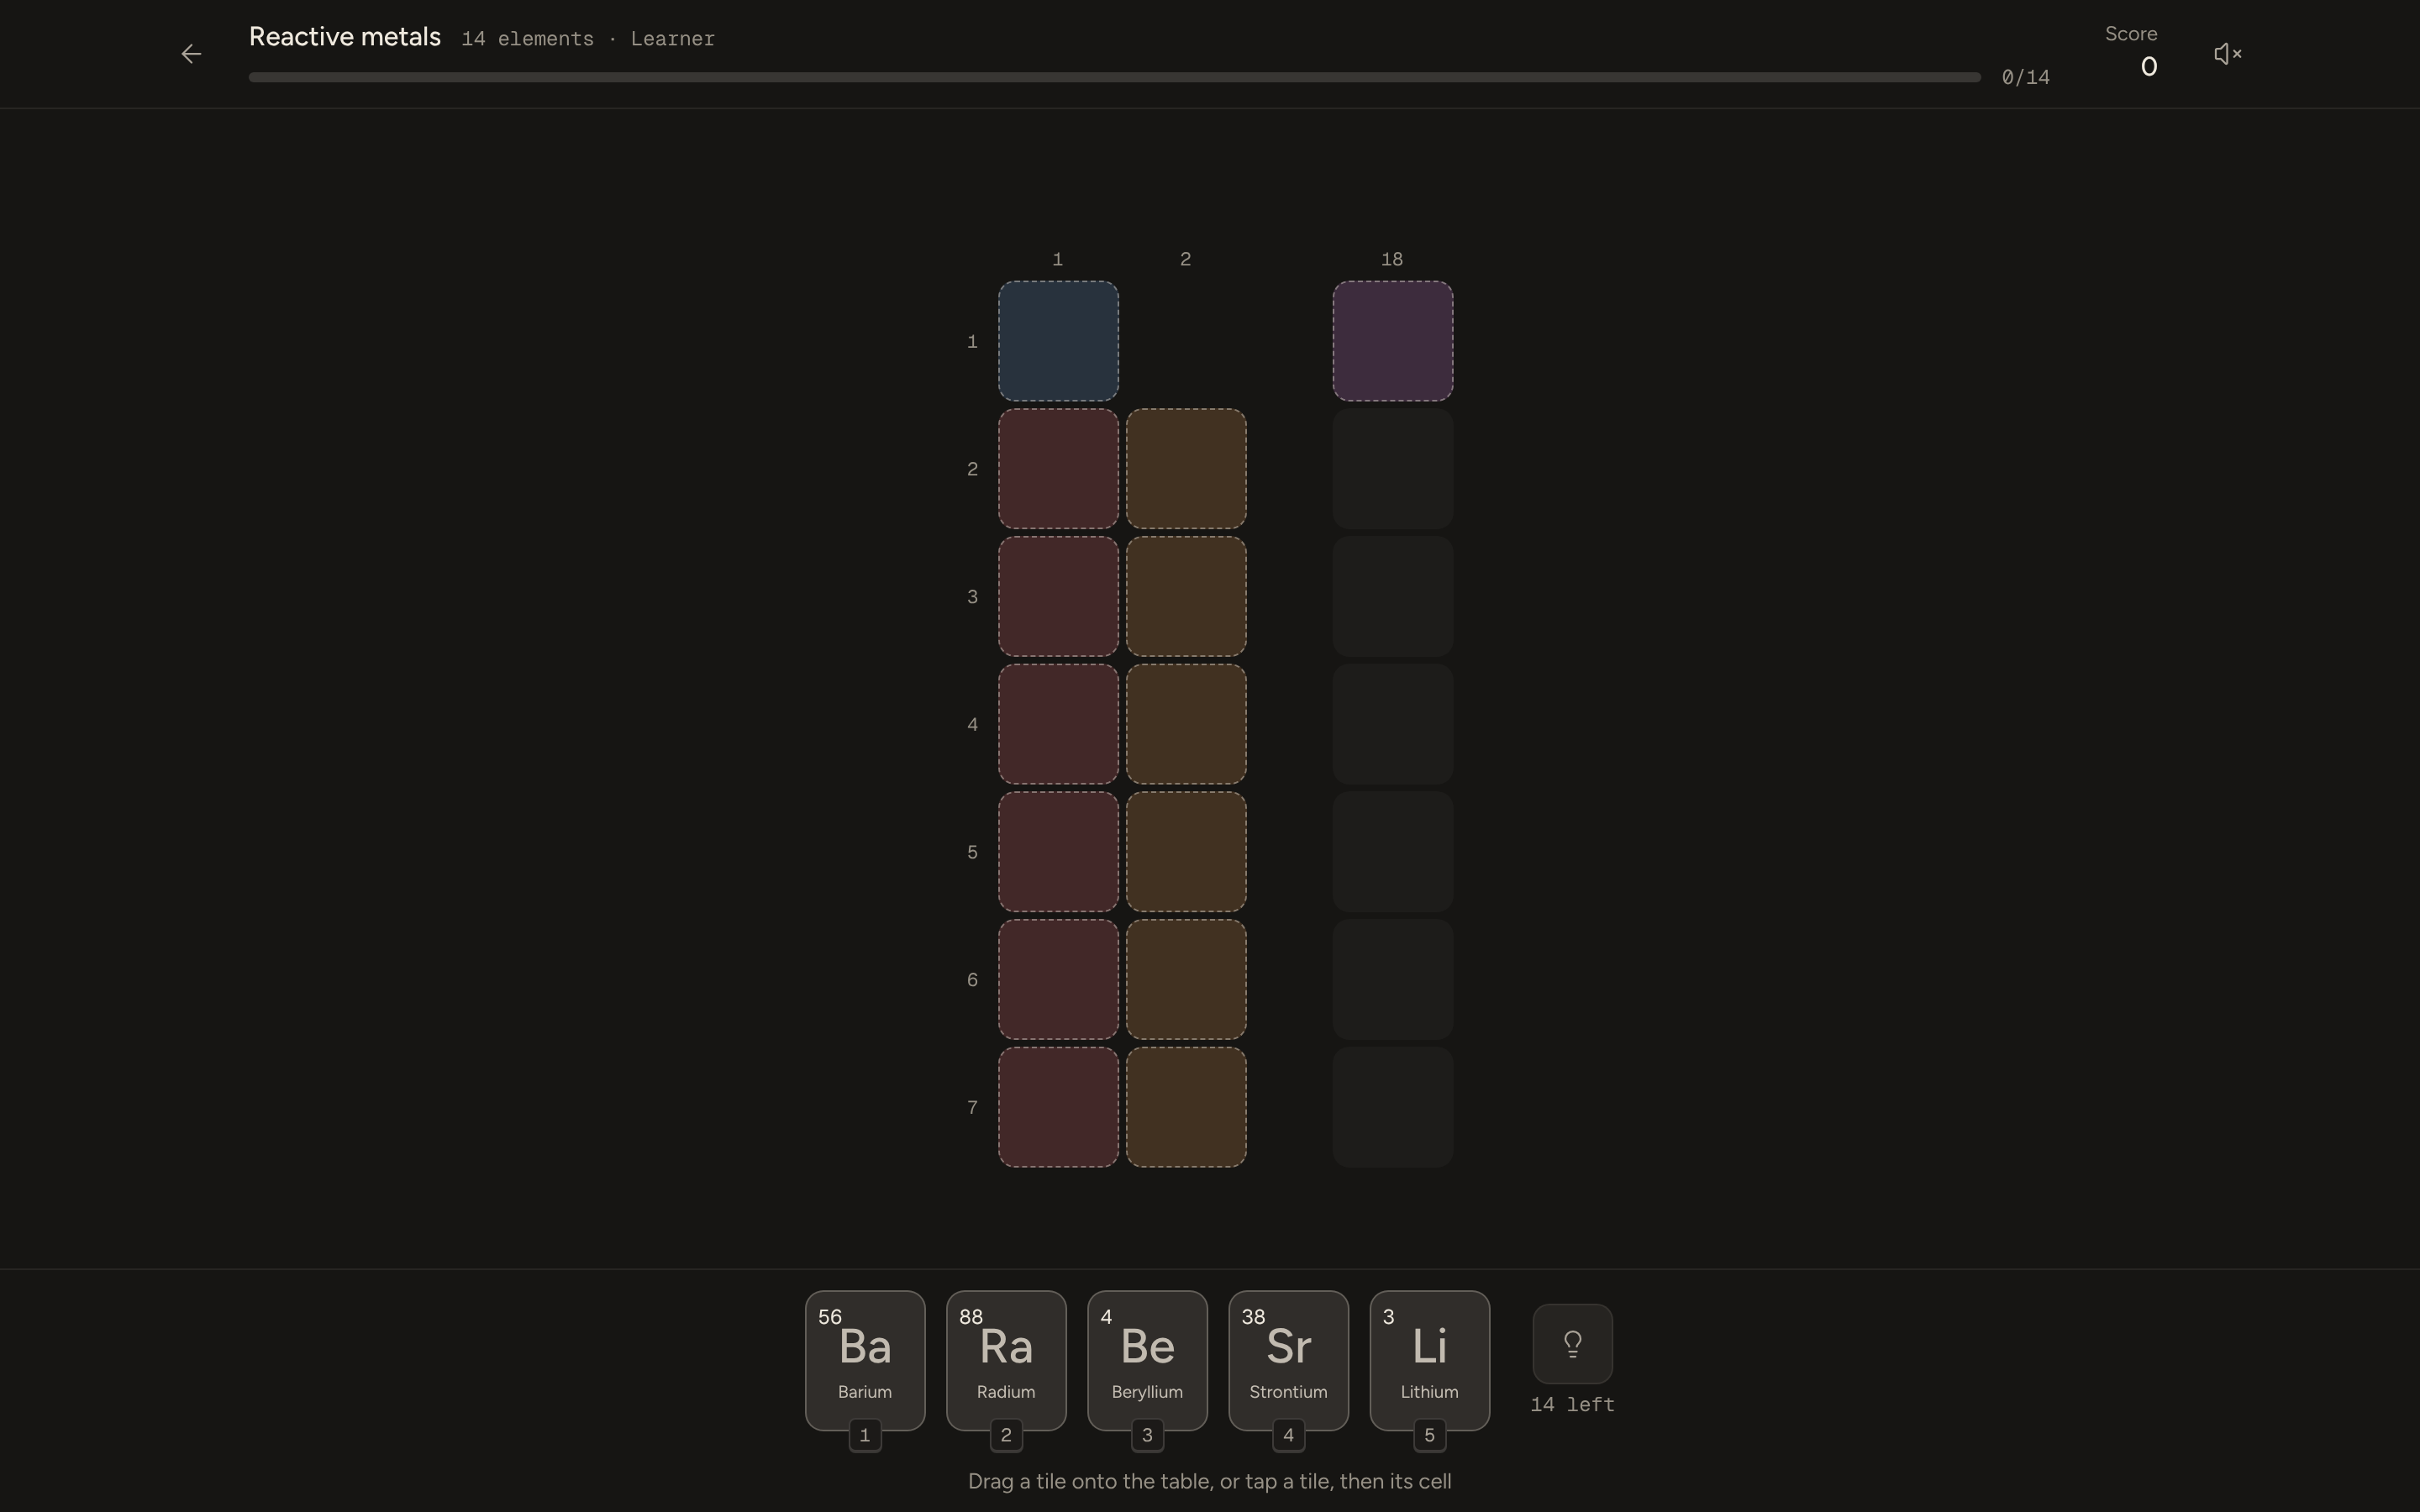 Reactive metals 14 elements · Learner
0/14
Score
0
1 2 18
1
2
3
4
5
6
7
56 Ba Barium 1
88 Ra Radium 2
4 Be Beryllium 3
38 Sr Strontium 4
3 Li Lithium 5
14 left
Drag a tile onto the table, or tap a tile, then its cell